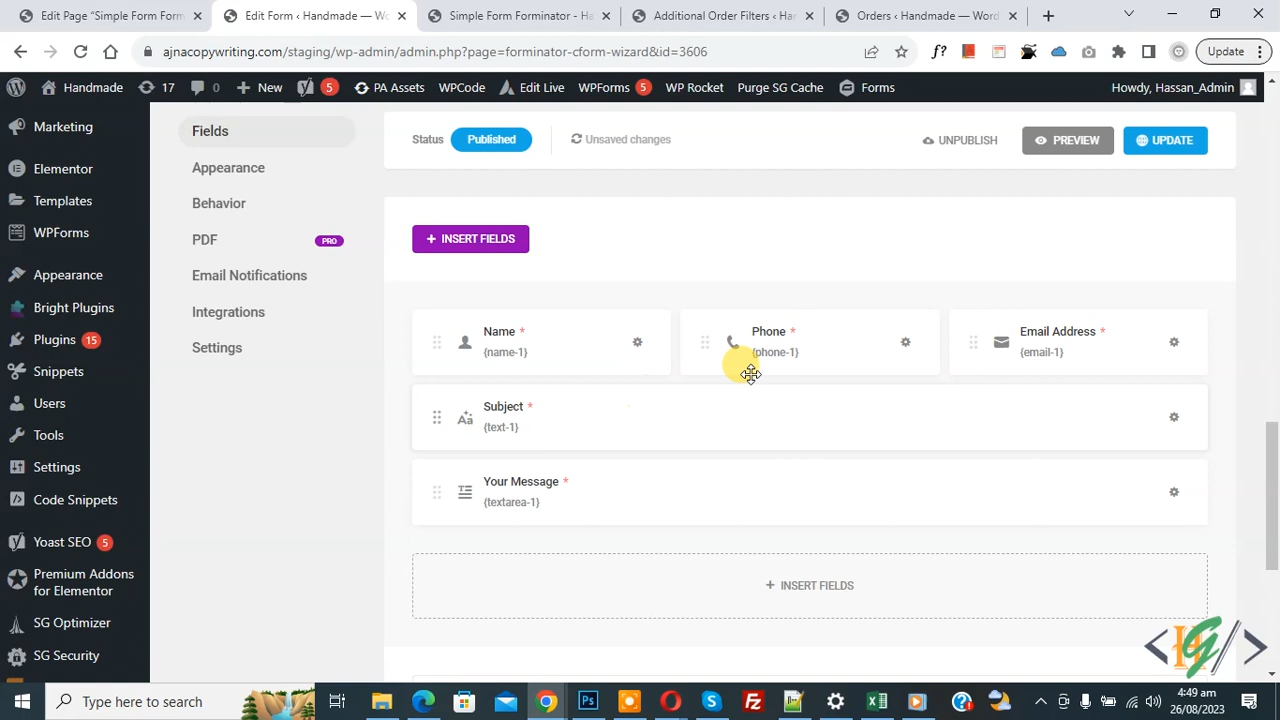 Edit Page "Simple Form Form
Edit Form ‹ Handmade — Wo
Simple Form Forminator - Ha
Additional Order Filters ‹ Han
Orders ‹ Handmade — Word
ajnacopywriting.com/staging/wp-admin/admin.php?page=forminator-cform-wizard&id=3606
f?
Update
Handmade
17
0
New
5
PA Assets
WPCode
Edit Live
WPForms
5
WP Rocket
Purge SG Cache
Forms
Howdy, Hassan_Admin
Marketing
Elementor
Templates
WPForms
Appearance
Bright Plugins
Plugins 15
Snippets
Users
Tools
Settings
Code Snippets
Yoast SEO 5
Premium Addons
for Elementor
SG Optimizer
SG Security
Fields
Appearance
Behavior
PDF PRO
Email Notifications
Integrations
Settings
Status Published Unsaved changes UNPUBLISH PREVIEW UPDATE
+ INSERT FIELDS
Name * Phone * Email Address *
{name-1} {phone-1} {email-1}
Subject *
{text-1}
Your Message *
{textarea-1}
+ INSERT FIELDS
Type here to search
4:49 am
26/08/2023